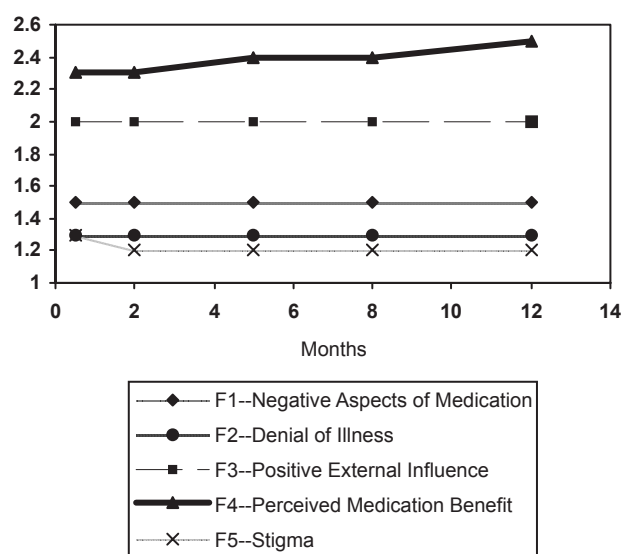 2.6
2.4
2.2
2
1.8
1.6
1.4
1.2
1
0 2 4 6 8 10 12 14
Months
F1--Negative Aspects of Medication
F2--Denial of Illness
F3--Positive External Influence
F4--Perceived Medication Benefit
F5--Stigma